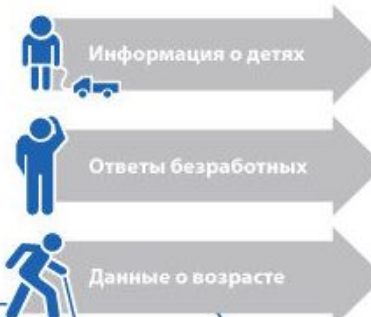 Информация о детях
Ответы безработных
Данные о возрасте